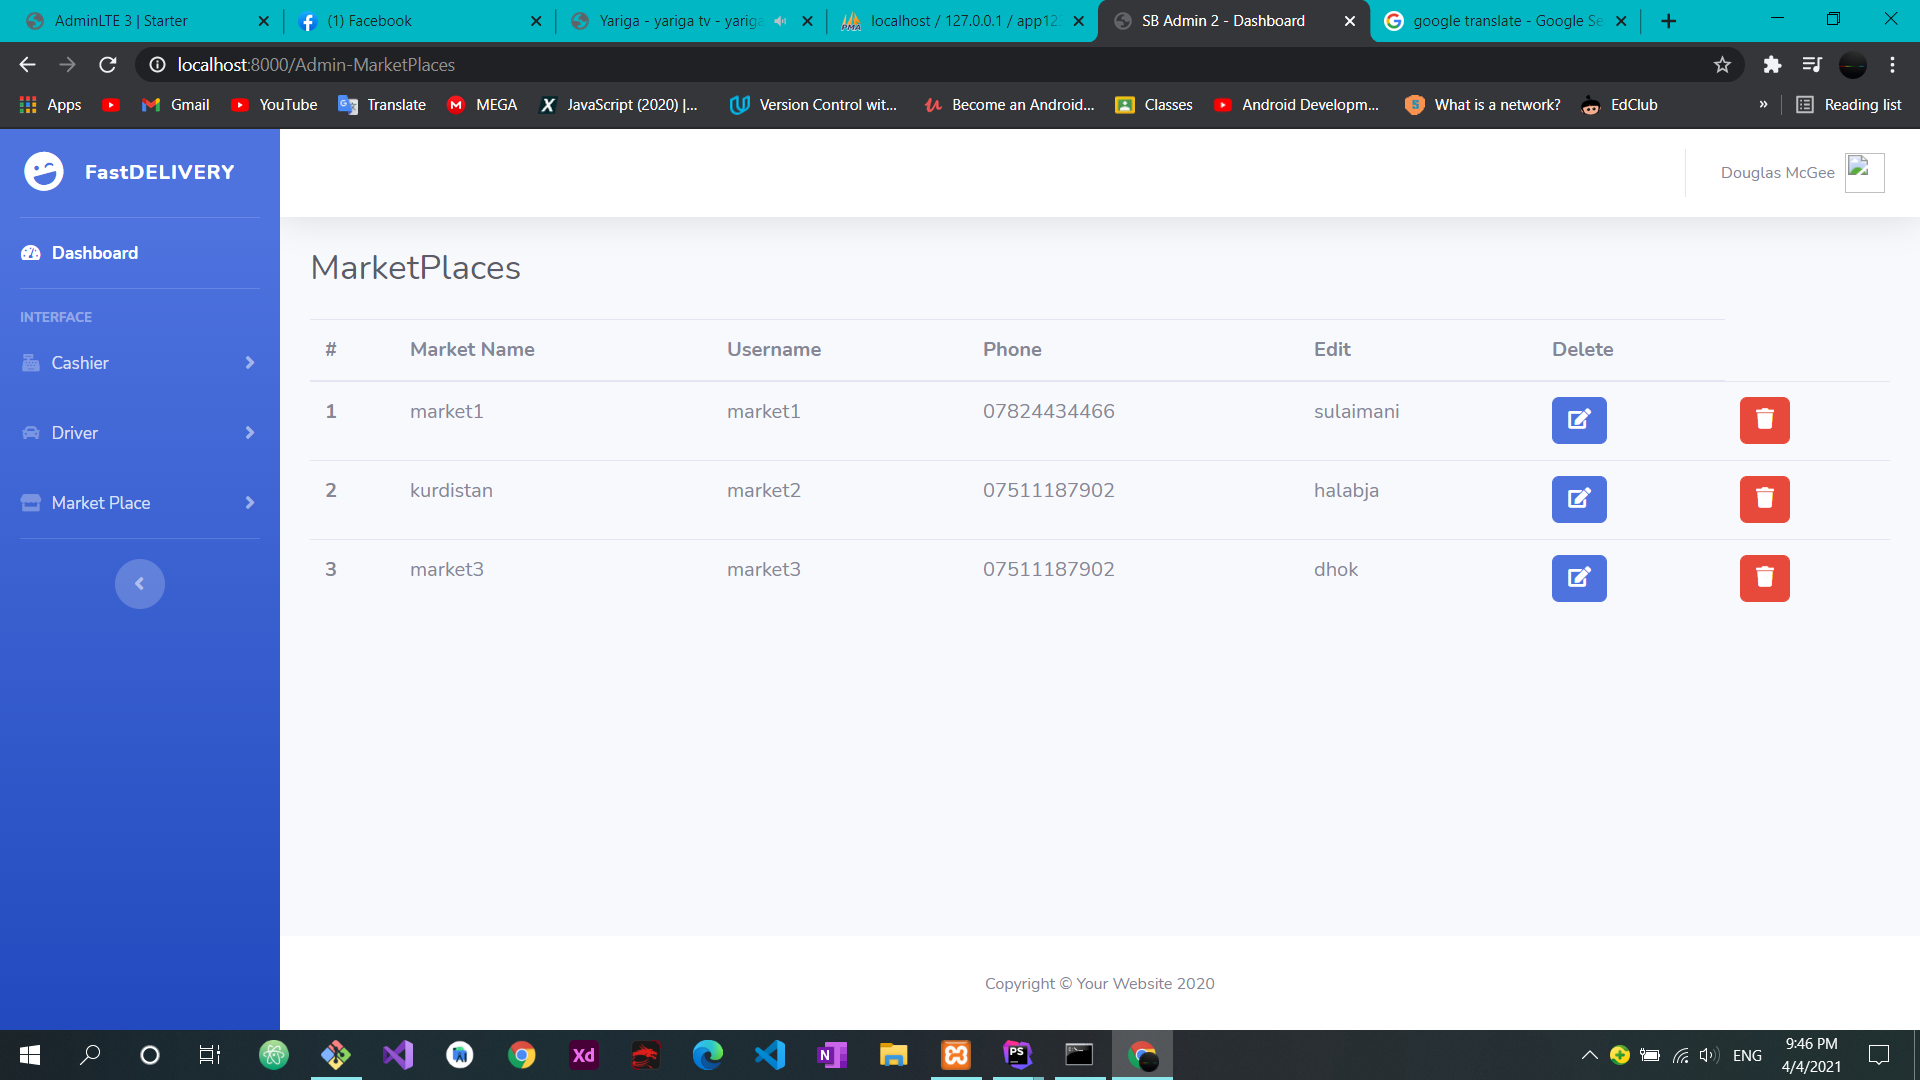 AdminLTE 3 | Starter
(1) Facebook
Yariga - yariga tv - yariga
localhost / 127.0.0.1 / app12
SB Admin 2 - Dashboard
google translate - Google Se
localhost:8000/Admin-MarketPlaces
Apps
Gmail
YouTube
Translate
MEGA
JavaScript (2020) |...
Version Control wit...
Become an Android...
Classes
Android Developm...
What is a network?
EdClub
»
Reading list
FastDELIVERY
Douglas McGee
Dashboard
INTERFACE
Cashier
Driver
Market Place
MarketPlaces
# Market Name Username Phone Edit Delete
1 market1 market1 07824434466 sulaimani
2 kurdistan market2 07511187902 halabja
3 market3 market3 07511187902 dhok
Copyright © Your Website 2020
Xd
N
PS
ENG
9:46 PM
4/4/2021